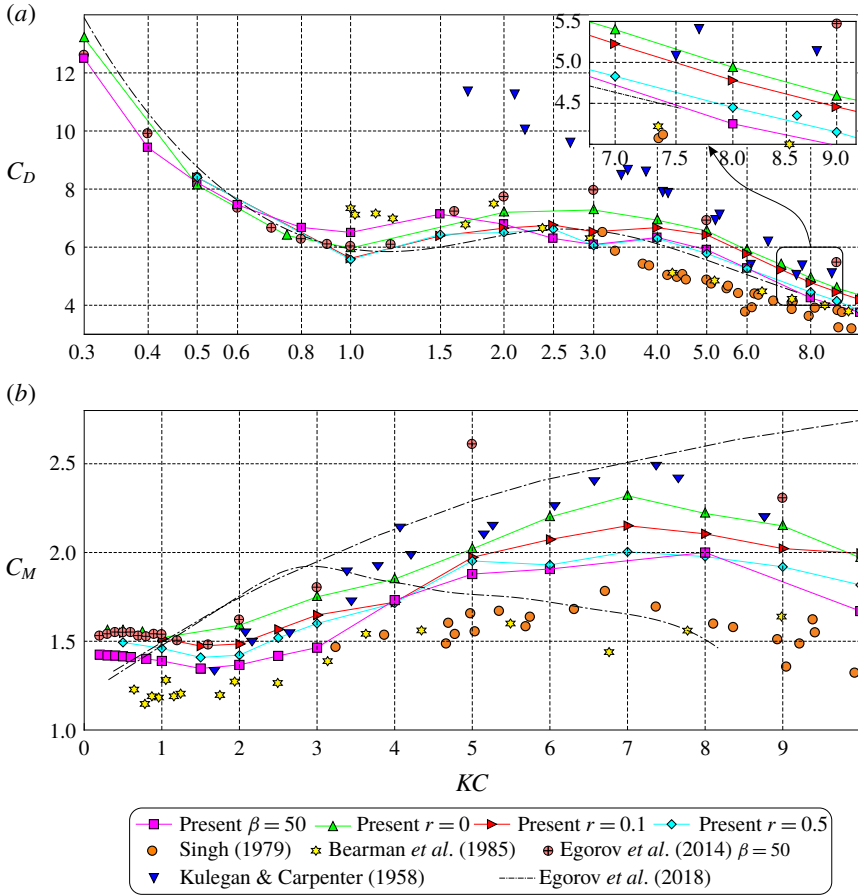 (a)
12
10
C_D
8
6
4
0.3 0.4 0.5 0.6 0.8 1.0 1.5 2.0 2.5 3.0 4.0 5.0 6.0 8.0
5.5
5.0
4.5
7.0 7.5 8.0 8.5 9.0
(b)
2.5
2.0
C_M
1.5
1.0
0 1 2 3 4 5 6 7 8 9
KC
Present β = 50 Present r = 0 Present r = 0.1 Present r = 0.5
Singh (1979) Bearman et al. (1985) Egorov et al. (2014) β = 50
Kulegan & Carpenter (1958) Egorov et al. (2018)